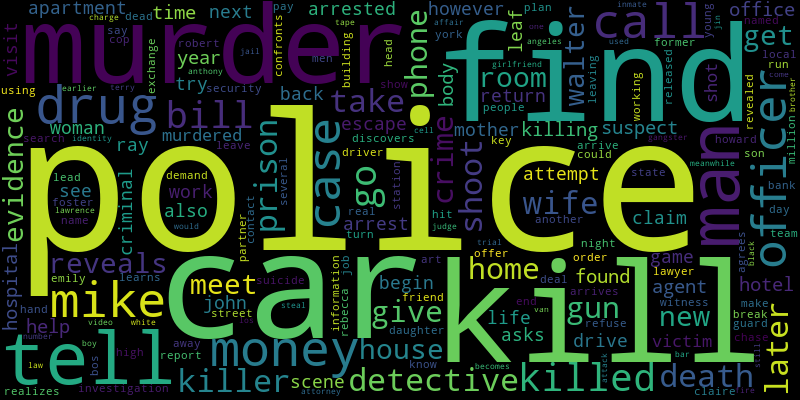 apartment
charge
dead
time
next
pay
arrested
however
affair
plan
young
office
named
visit
say
cop
murder
york
leaf
find
call
get
robert
year
exchange
confronts
tape
building
head
phone
walter
inmate
one
angeles
former
local
jin
using
anthony
try
security
jail
men
show
body
room
girlfriend
used
leaving
working
released
run
come
brother
earlier
terry
back
take
return
people
shot
revealed
million
drug
bill
escape
mother
killing
suspect
officer
woman
murdered
discovers
cell
key
howard
gangster
evidence
search
identity
leave
ray
prison
case
driver
go
crime
shoot
arrive
could
son
meanwhile
man
police
lead
see
foster
lawrence
name
criminal
work
also
demand
several
station
real
arrest
hit
judge
attempt
wife
another
state
claim
bank
day
team
hospital
reveals
partner
contact
would
turn
trial
night
offer
order
game
lawyer
agrees
black
emily
learns
meet
suicide
car
information
job
rebecca
art
begin
home
found
agent
hotel
mike
john
street
friend
give
end
deal
arrives
gun
witness
make
hand
help
video
white
steal
daughter
life
van
refuse
new
break
guard
tell
number
law
boy
bos
high
away
report
money
house
know
asks
drive
victim
chase
later
realizes
investigation
killer
scene
attorney
detective
becomes
kill
killed
bar
attack
death
claire
fire
still